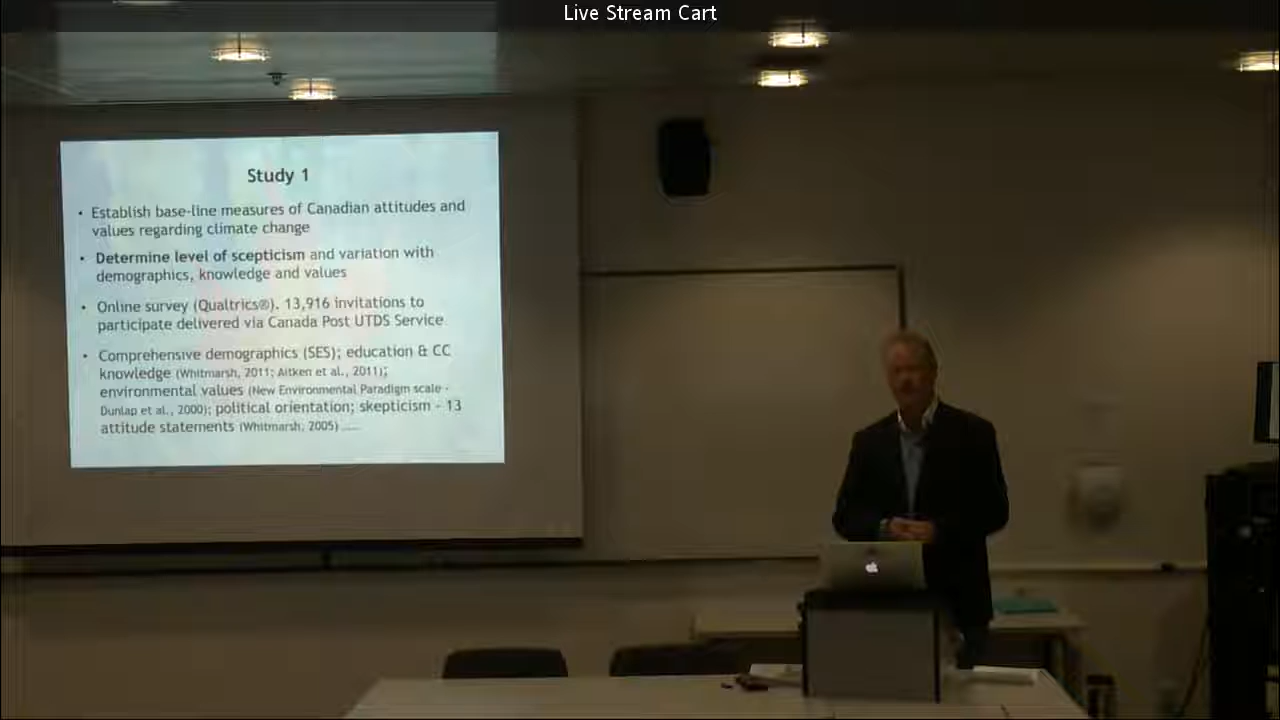 Live Stream Cart
Study 1
• Establish base-line measures of Canadian attitudes and
values regarding climate change
• Determine level of scepticism and variation with
demographics, knowledge and values
• Online survey (Qualtrics®). 13,916 invitations to
participate delivered via Canada Post UTDS Service
• Comprehensive demographics (SES); education & CC
knowledge (Whitmarsh, 2011; Aitken et al., 2011);
environmental values (New Environmental Paradigm scale -
Dunlap et al., 2000); political orientation; skepticism - 13
attitude statements (Whitmarsh, 2005) .....